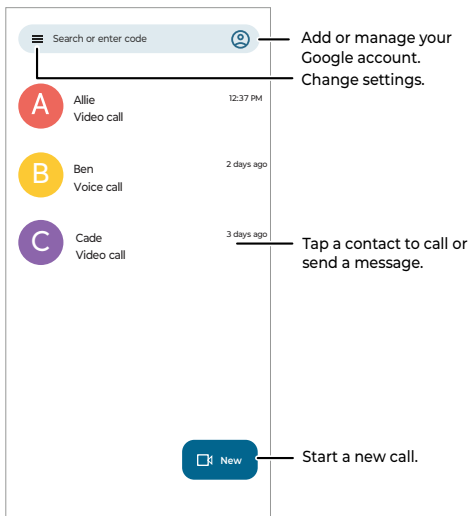 Search or enter code
Add or manage your
Google account.
Change settings.
A
Allie
12:37 PM
Video call
B
Ben
2 days ago
Voice call
C
Cade
3 days ago
Video call
Tap a contact to call or
send a message.
New
Start a new call.